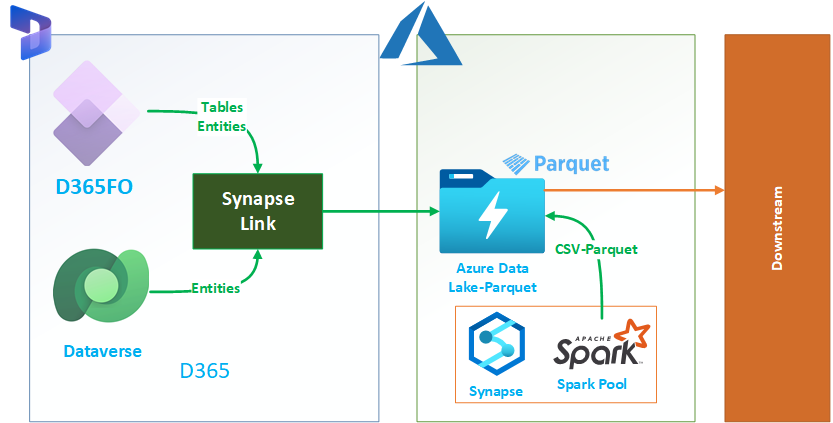 Tables
Entities
D365FO
Synapse
Link
Entities
Dataverse
D365
Parquet
CSV-Parquet
Azure Data
Lake-Parquet
APACHE
Spark
Synapse
Spark Pool
Downstream